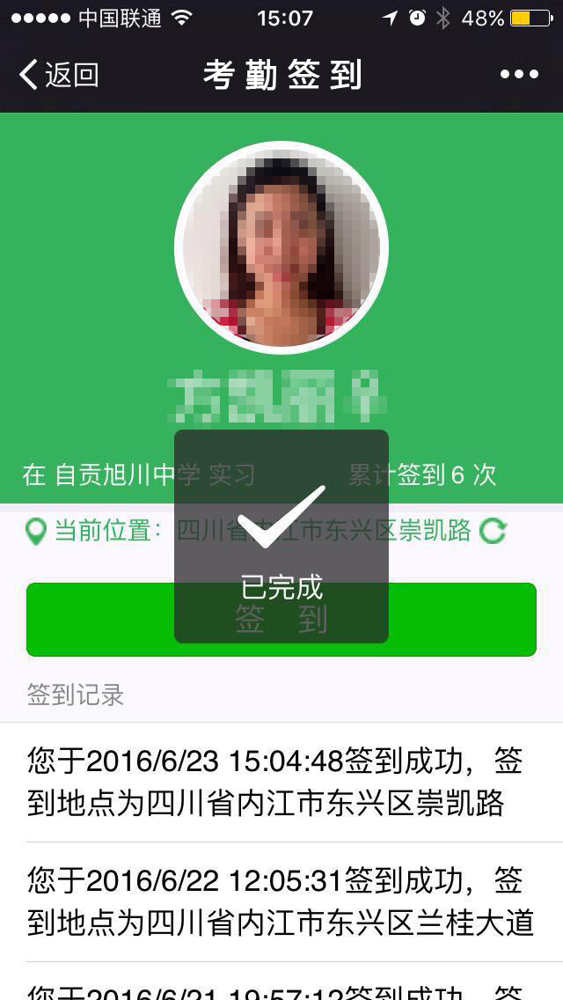 中国联通 15:07 48%
返回 考勤签到
在 自贡旭川中学 实习 累计签到 6 次
当前位置：四川省内江市东兴区崇凯路
已完成
签 到
签到记录
您于2016/6/23 15:04:48签到成功，签
到地点为四川省内江市东兴区崇凯路
您于2016/6/22 12:05:31签到成功，签
到地点为四川省内江市东兴区兰桂大道
您于2016/6/21 19:57:12签到成功，签